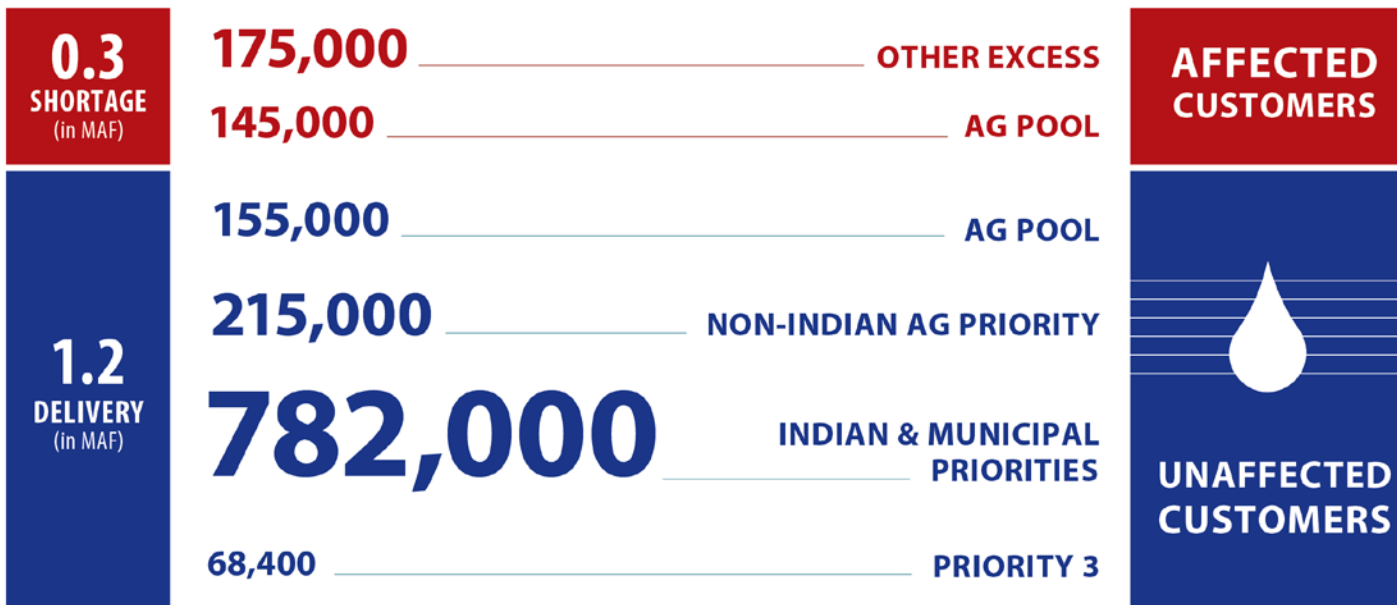 0.3
SHORTAGE
(in MAF)
175,000 OTHER EXCESS
145,000 AG POOL
AFFECTED
CUSTOMERS
1.2
DELIVERY
(in MAF)
155,000 AG POOL
215,000 NON-INDIAN AG PRIORITY
782,000 INDIAN & MUNICIPAL
PRIORITIES
68,400 PRIORITY 3
UNAFFECTED
CUSTOMERS